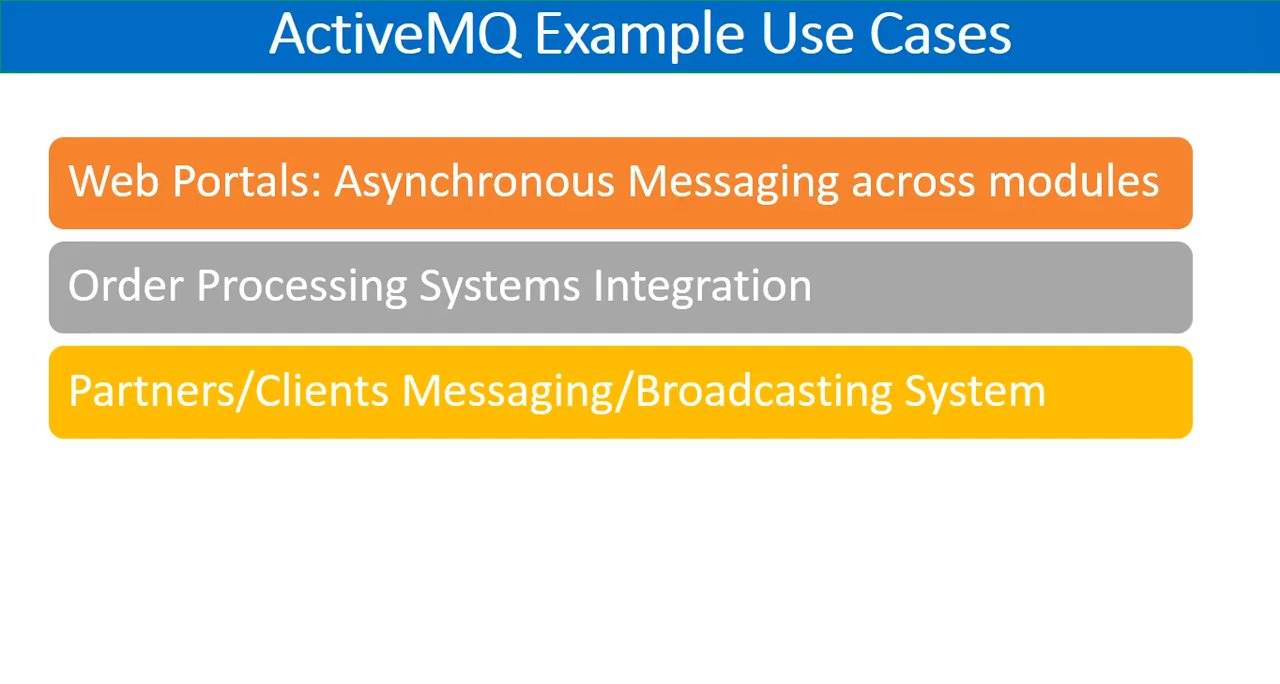 ActiveMQ Example Use Cases
Web Portals: Asynchronous Messaging across modules
Order Processing Systems Integration
Partners/Clients Messaging/Broadcasting System